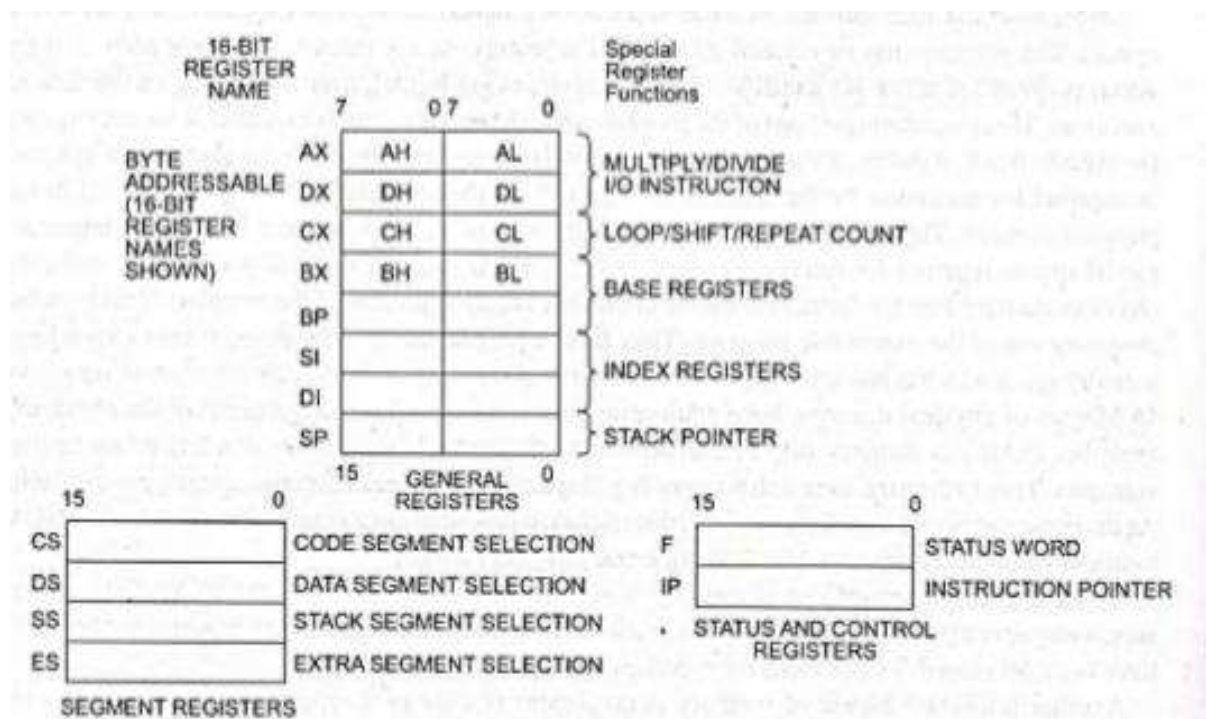 16-BIT
REGISTER
NAME
Special
Register
Functions
7 0 7 0
BYTE
ADDRESSABLE
(16-BIT
REGISTER
NAMES
SHOWN)
AX AH AL
DX DH DL
CX CH CL
BX BH BL
BP
SI
DI
SP
MULTIPLY/DIVIDE
I/O INSTRUCTON
LOOP/SHIFT/REPEAT COUNT
BASE REGISTERS
INDEX REGISTERS
STACK POINTER
15 0
GENERAL
REGISTERS
15 0
CS CODE SEGMENT SELECTION
DS DATA SEGMENT SELECTION
SS STACK SEGMENT SELECTION
ES EXTRA SEGMENT SELECTION
SEGMENT REGISTERS
15 0
F STATUS WORD
IP INSTRUCTION POINTER
STATUS AND CONTROL
REGISTERS